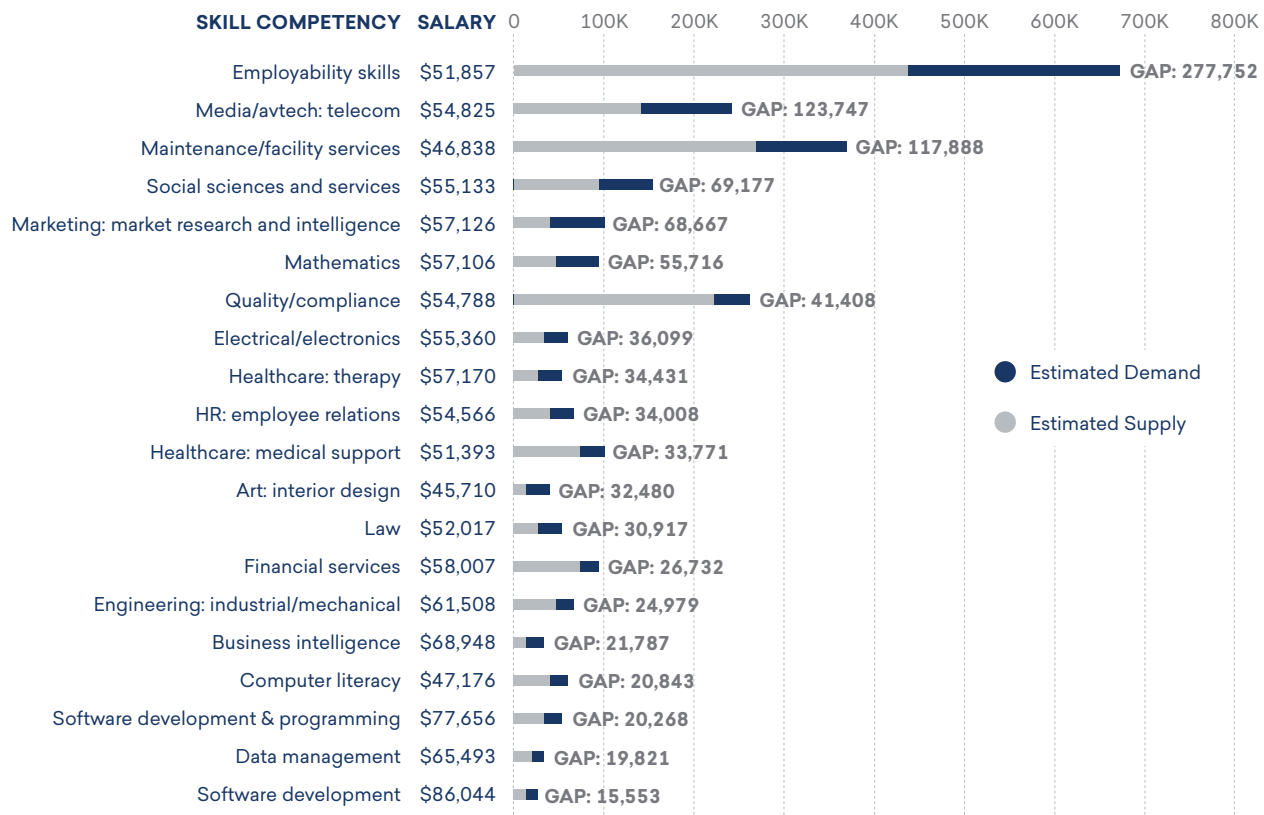 SKILL COMPETENCY SALARY 0 100K 200K 300K 400K 500K 600K 700K 800K
Employability skills $51,857 GAP: 277,752
Media/avtech: telecom $54,825 GAP: 123,747
Maintenance/facility services $46,838 GAP: 117,888
Social sciences and services $55,133 GAP: 69,177
Marketing: market research and intelligence $57,126 GAP: 68,667
Mathematics $57,106 GAP: 55,716
Quality/compliance $54,788 GAP: 41,408
Electrical/electronics $55,360 GAP: 36,099
Healthcare: therapy $57,170 GAP: 34,431
Estimated Demand
HR: employee relations $54,566 GAP: 34,008
Estimated Supply
Healthcare: medical support $51,393 GAP: 33,771
Art: interior design $45,710 GAP: 32,480
Law $52,017 GAP: 30,917
Financial services $58,007 GAP: 26,732
Engineering: industrial/mechanical $61,508 GAP: 24,979
Business intelligence $68,948 GAP: 21,787
Computer literacy $47,176 GAP: 20,843
Software development & programming $77,656 GAP: 20,268
Data management $65,493 GAP: 19,821
Software development $86,044 GAP: 15,553